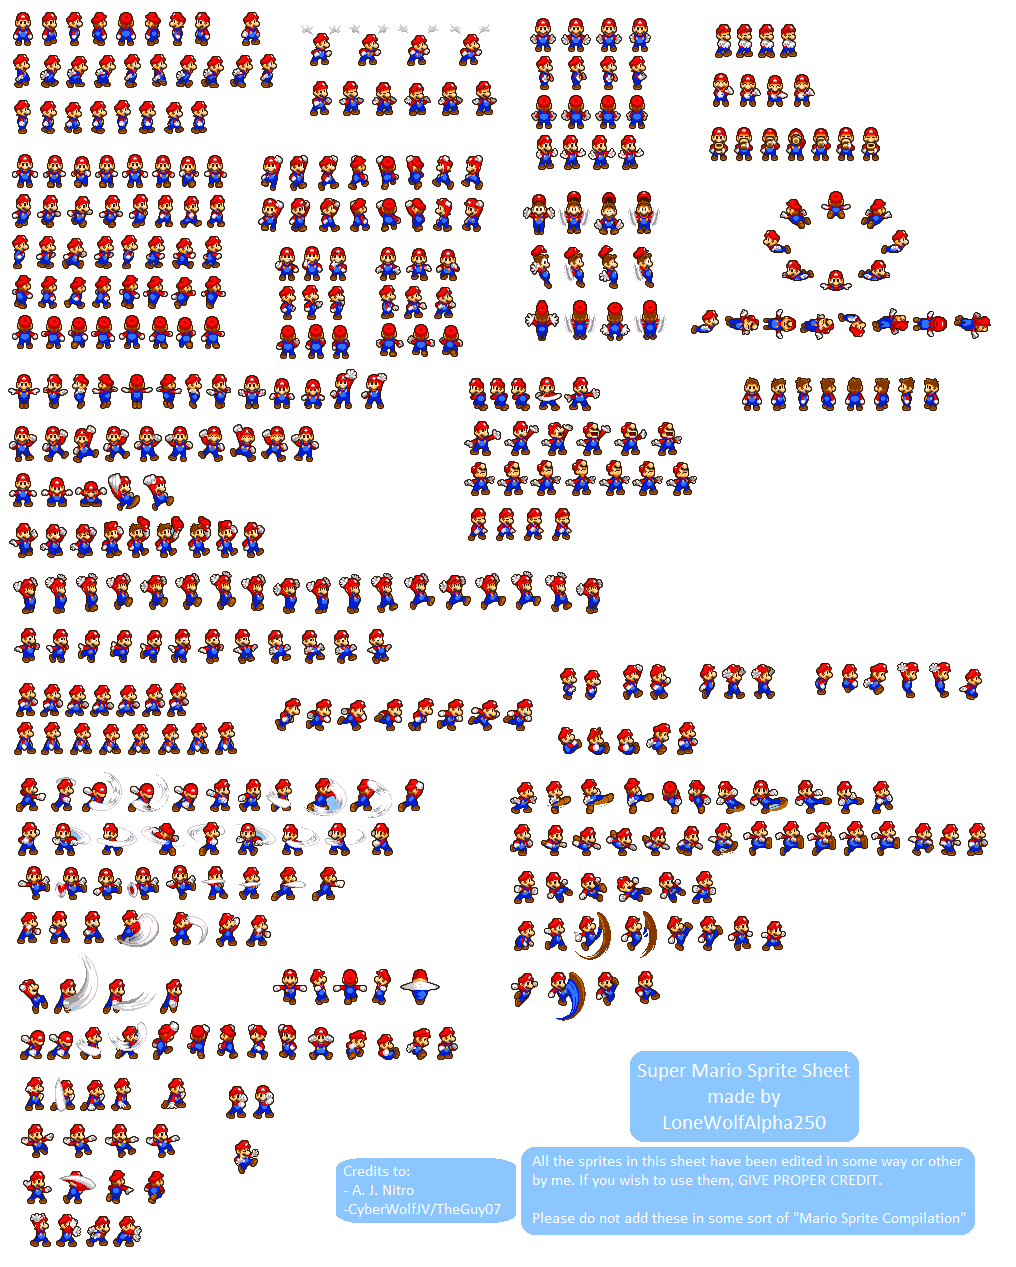 Super Mario Sprite Sheet
made by
LoneWolfAlpha250
Credits to:
- A. J. Nitro
-CyberWolfJV/TheGuy07
All the sprites in this sheet have been edited in some way or other
by me. If you wish to use them, GIVE PROPER CREDIT.
Please do not add these in some sort of "Mario Sprite Compilation"